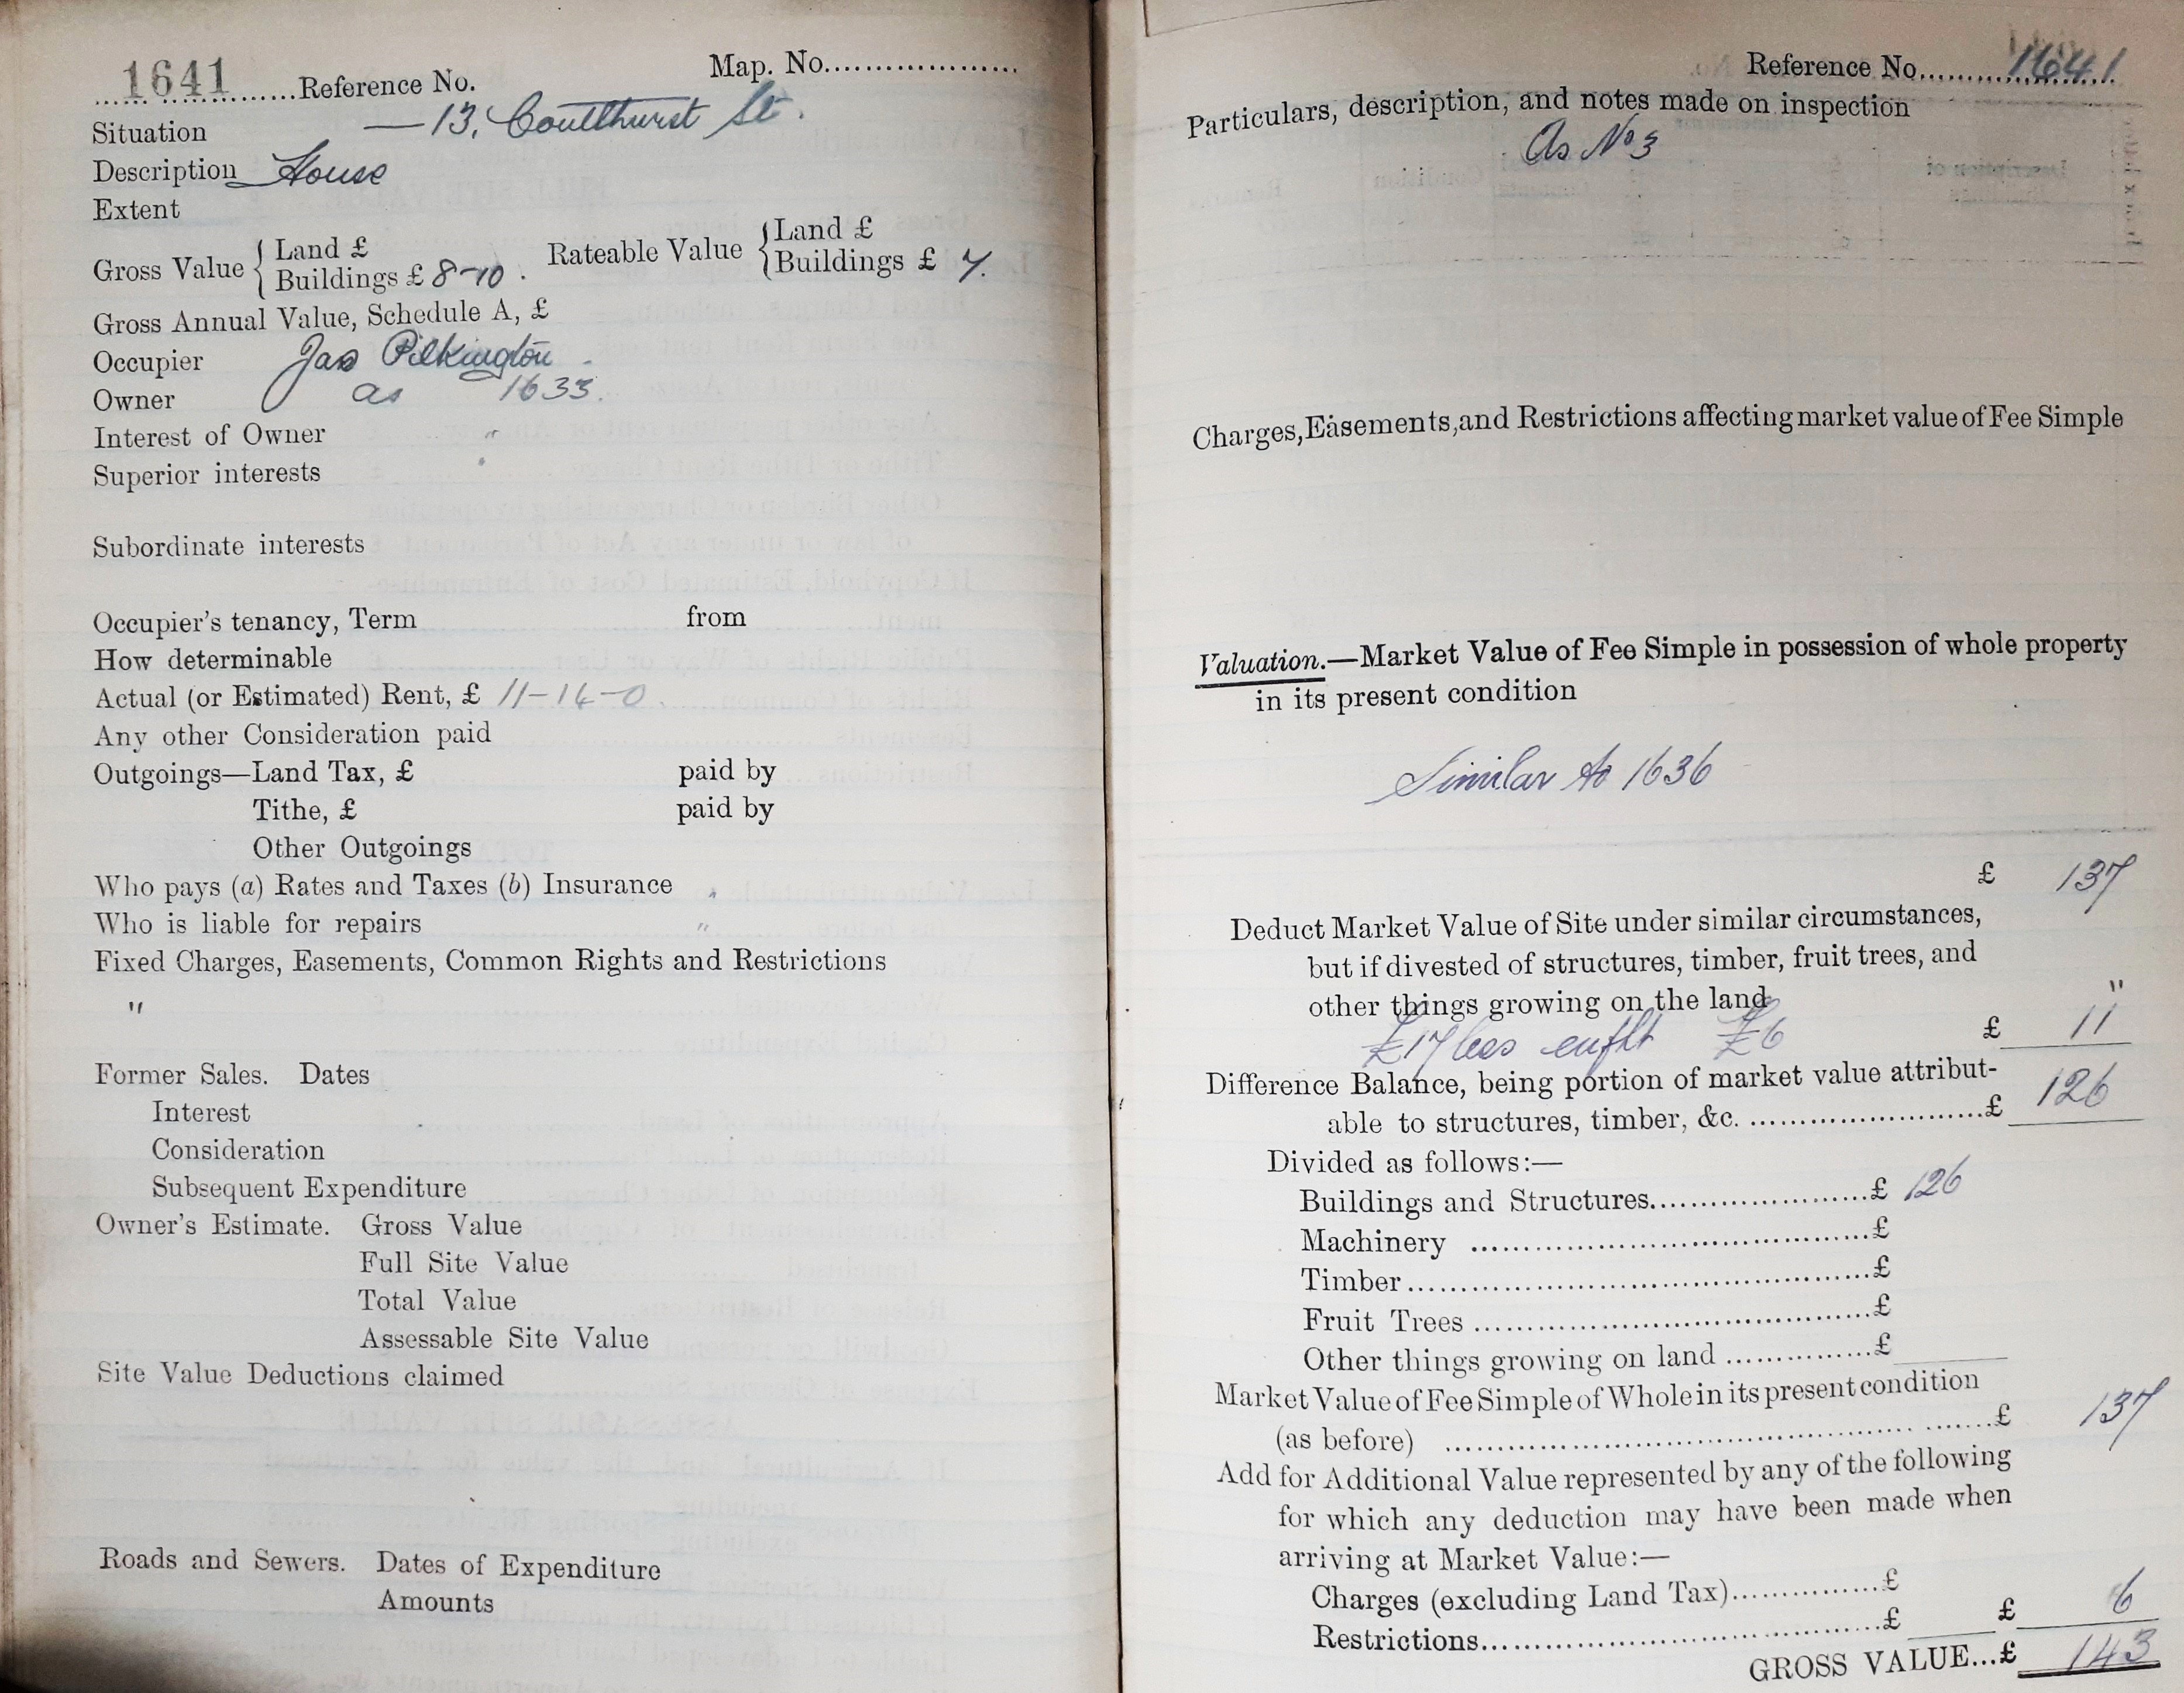 1641 Reference No. Map. No.
Situation — 13, Coulthurst St.
Description House
Extent
Gross Value { Land £
Buildings £ 8-10. Rateable Value { Land £
Buildings £ 7.
Gross Annual Value, Schedule A, £
Occupier Jas Pilkington
Owner as 1633.
Interest of Owner "
Superior interests "
Subordinate interests
Occupier's tenancy, Term from
How determinable
Actual (or Estimated) Rent, £ 11-14-0.
Any other Consideration paid
Outgoings—Land Tax, £ paid by
Tithe, £ paid by
Other Outgoings
Who pays (a) Rates and Taxes (b) Insurance "
Who is liable for repairs "
Fixed Charges, Easements, Common Rights and Restrictions
"
Former Sales. Dates
Interest
Consideration
Subsequent Expenditure
Owner's Estimate. Gross Value
Full Site Value
Total Value
Assessable Site Value
Site Value Deductions claimed
Roads and Sewers. Dates of Expenditure
Amounts
Reference No. 1641
Particulars, description, and notes made on inspection
As No 3
Charges, Easements, and Restrictions affecting market value of Fee Simple
Valuation.—Market Value of Fee Simple in possession of whole property
in its present condition
Similar to 1636
£ 137
Deduct Market Value of Site under similar circumstances,
but if divested of structures, timber, fruit trees, and
other things growing on the land "
£17 less £6 £ 11
Difference Balance, being portion of market value attribut-
able to structures, timber, &c. £ 126
Divided as follows:—
Buildings and Structures £ 126
Machinery £
Timber £
Fruit Trees £
Other things growing on land £
Market Value of Fee Simple of Whole in its present condition
(as before) £ 137
Add for Additional Value represented by any of the following
for which any deduction may have been made when
arriving at Market Value:—
Charges (excluding Land Tax) £
Restrictions £ £ 6
GROSS VALUE...£ 143